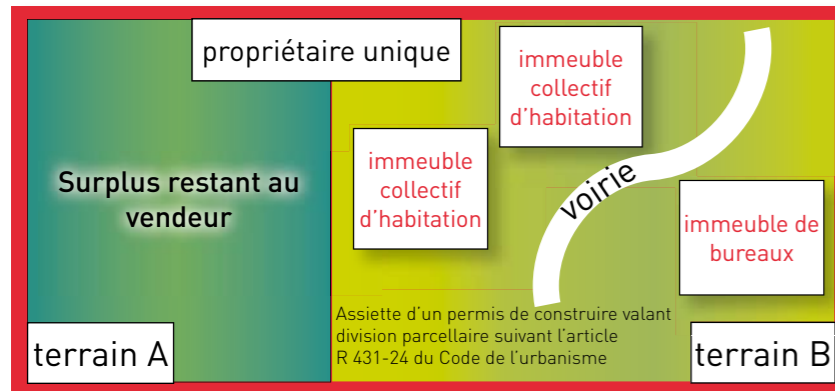 propriétaire unique
Surplus restant au
vendeur
terrain A
immeuble
collectif
d'habitation
immeuble
collectif
d'habitation
voirie
immeuble de
bureaux
Assiette d'un permis de construire valant
division parcellaire suivant l'article
R 431-24 du Code de l'urbanisme
terrain B